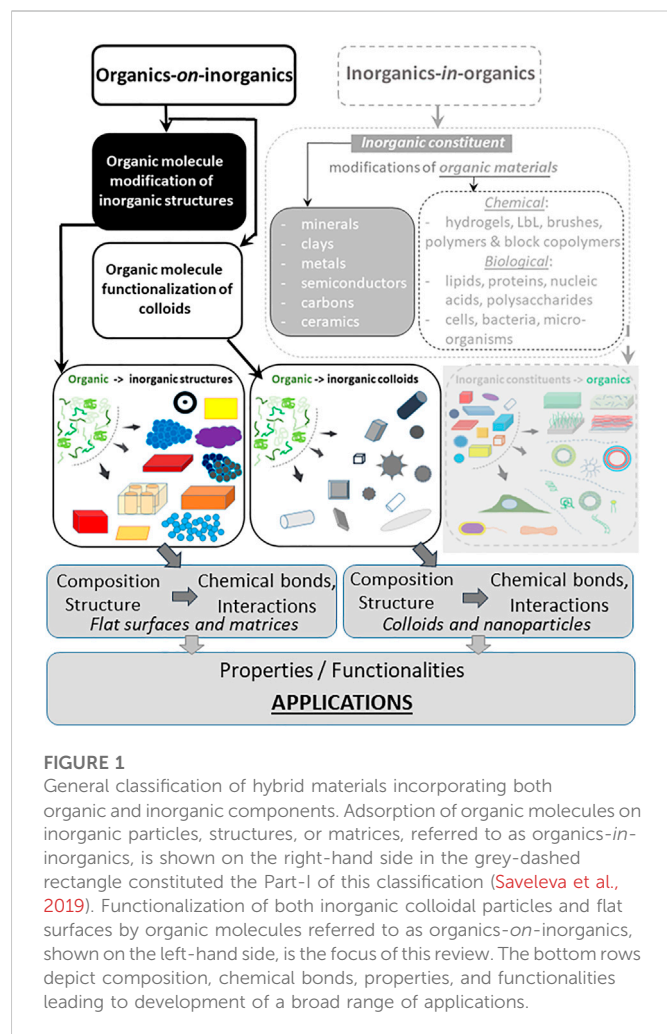 Organics-on-inorganics
Inorganics-in-organics
Organic molecule
modification of
inorganic structures
Organic molecule
functionalization of
colloids
Inorganic constituent
modifications of organic materials
- minerals
- clays
- metals
- semiconductors
- carbons
- ceramics
Chemical:
- hydrogels, LbL, brushes,
polymers & block copolymers
Biological:
- lipids, proteins, nucleic
acids, polysaccharides
- cells, bacteria, micro-
organisms
Organic -> inorganic structures
Organic -> inorganic colloids
Inorganic constituents -> organics
Composition
Structure
Chemical bonds,
Interactions
Flat surfaces and matrices
Composition
Structure
Chemical bonds,
Interactions
Colloids and nanoparticles
Properties / Functionalities
APPLICATIONS
FIGURE 1
General classification of hybrid materials incorporating both
organic and inorganic components. Adsorption of organic molecules on
inorganic particles, structures, or matrices, referred to as organics-in-
inorganics, is shown on the right-hand side in the grey-dashed
rectangle constituted the Part-I of this classification (Saveleva et al.,
2019). Functionalization of both inorganic colloidal particles and flat
surfaces by organic molecules referred to as organics-on-inorganics,
shown on the left-hand side, is the focus of this review. The bottom rows
depict composition, chemical bonds, properties, and functionalities
leading to development of a broad range of applications.